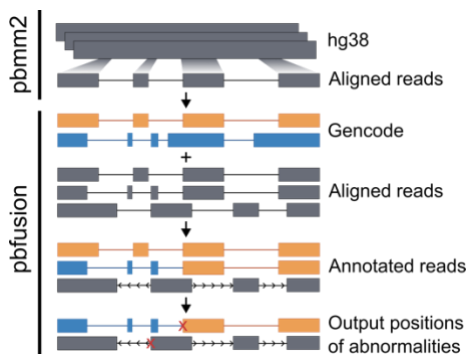 pbmm2
hg38
Aligned reads
pbfusion
Gencode
+
Aligned reads
Annotated reads
Output positions
of abnormalities